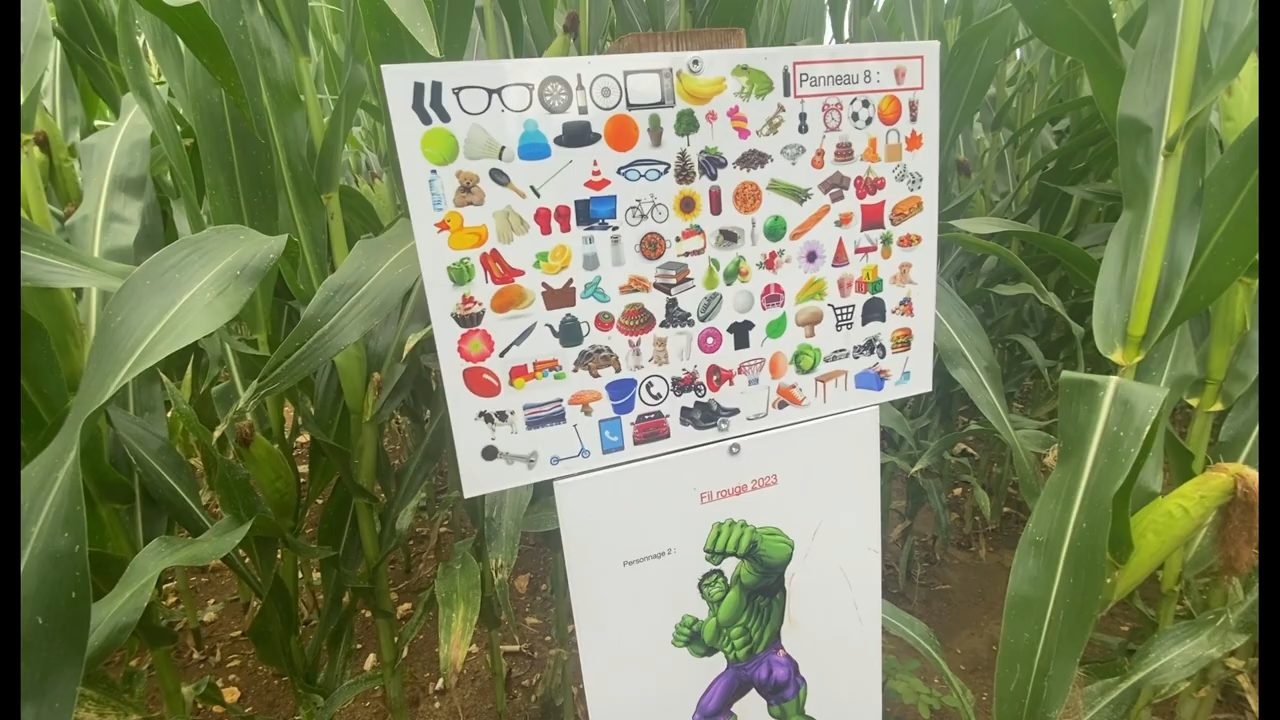 Panneau 8 :
Fil rouge 2023
Personnage 2 :